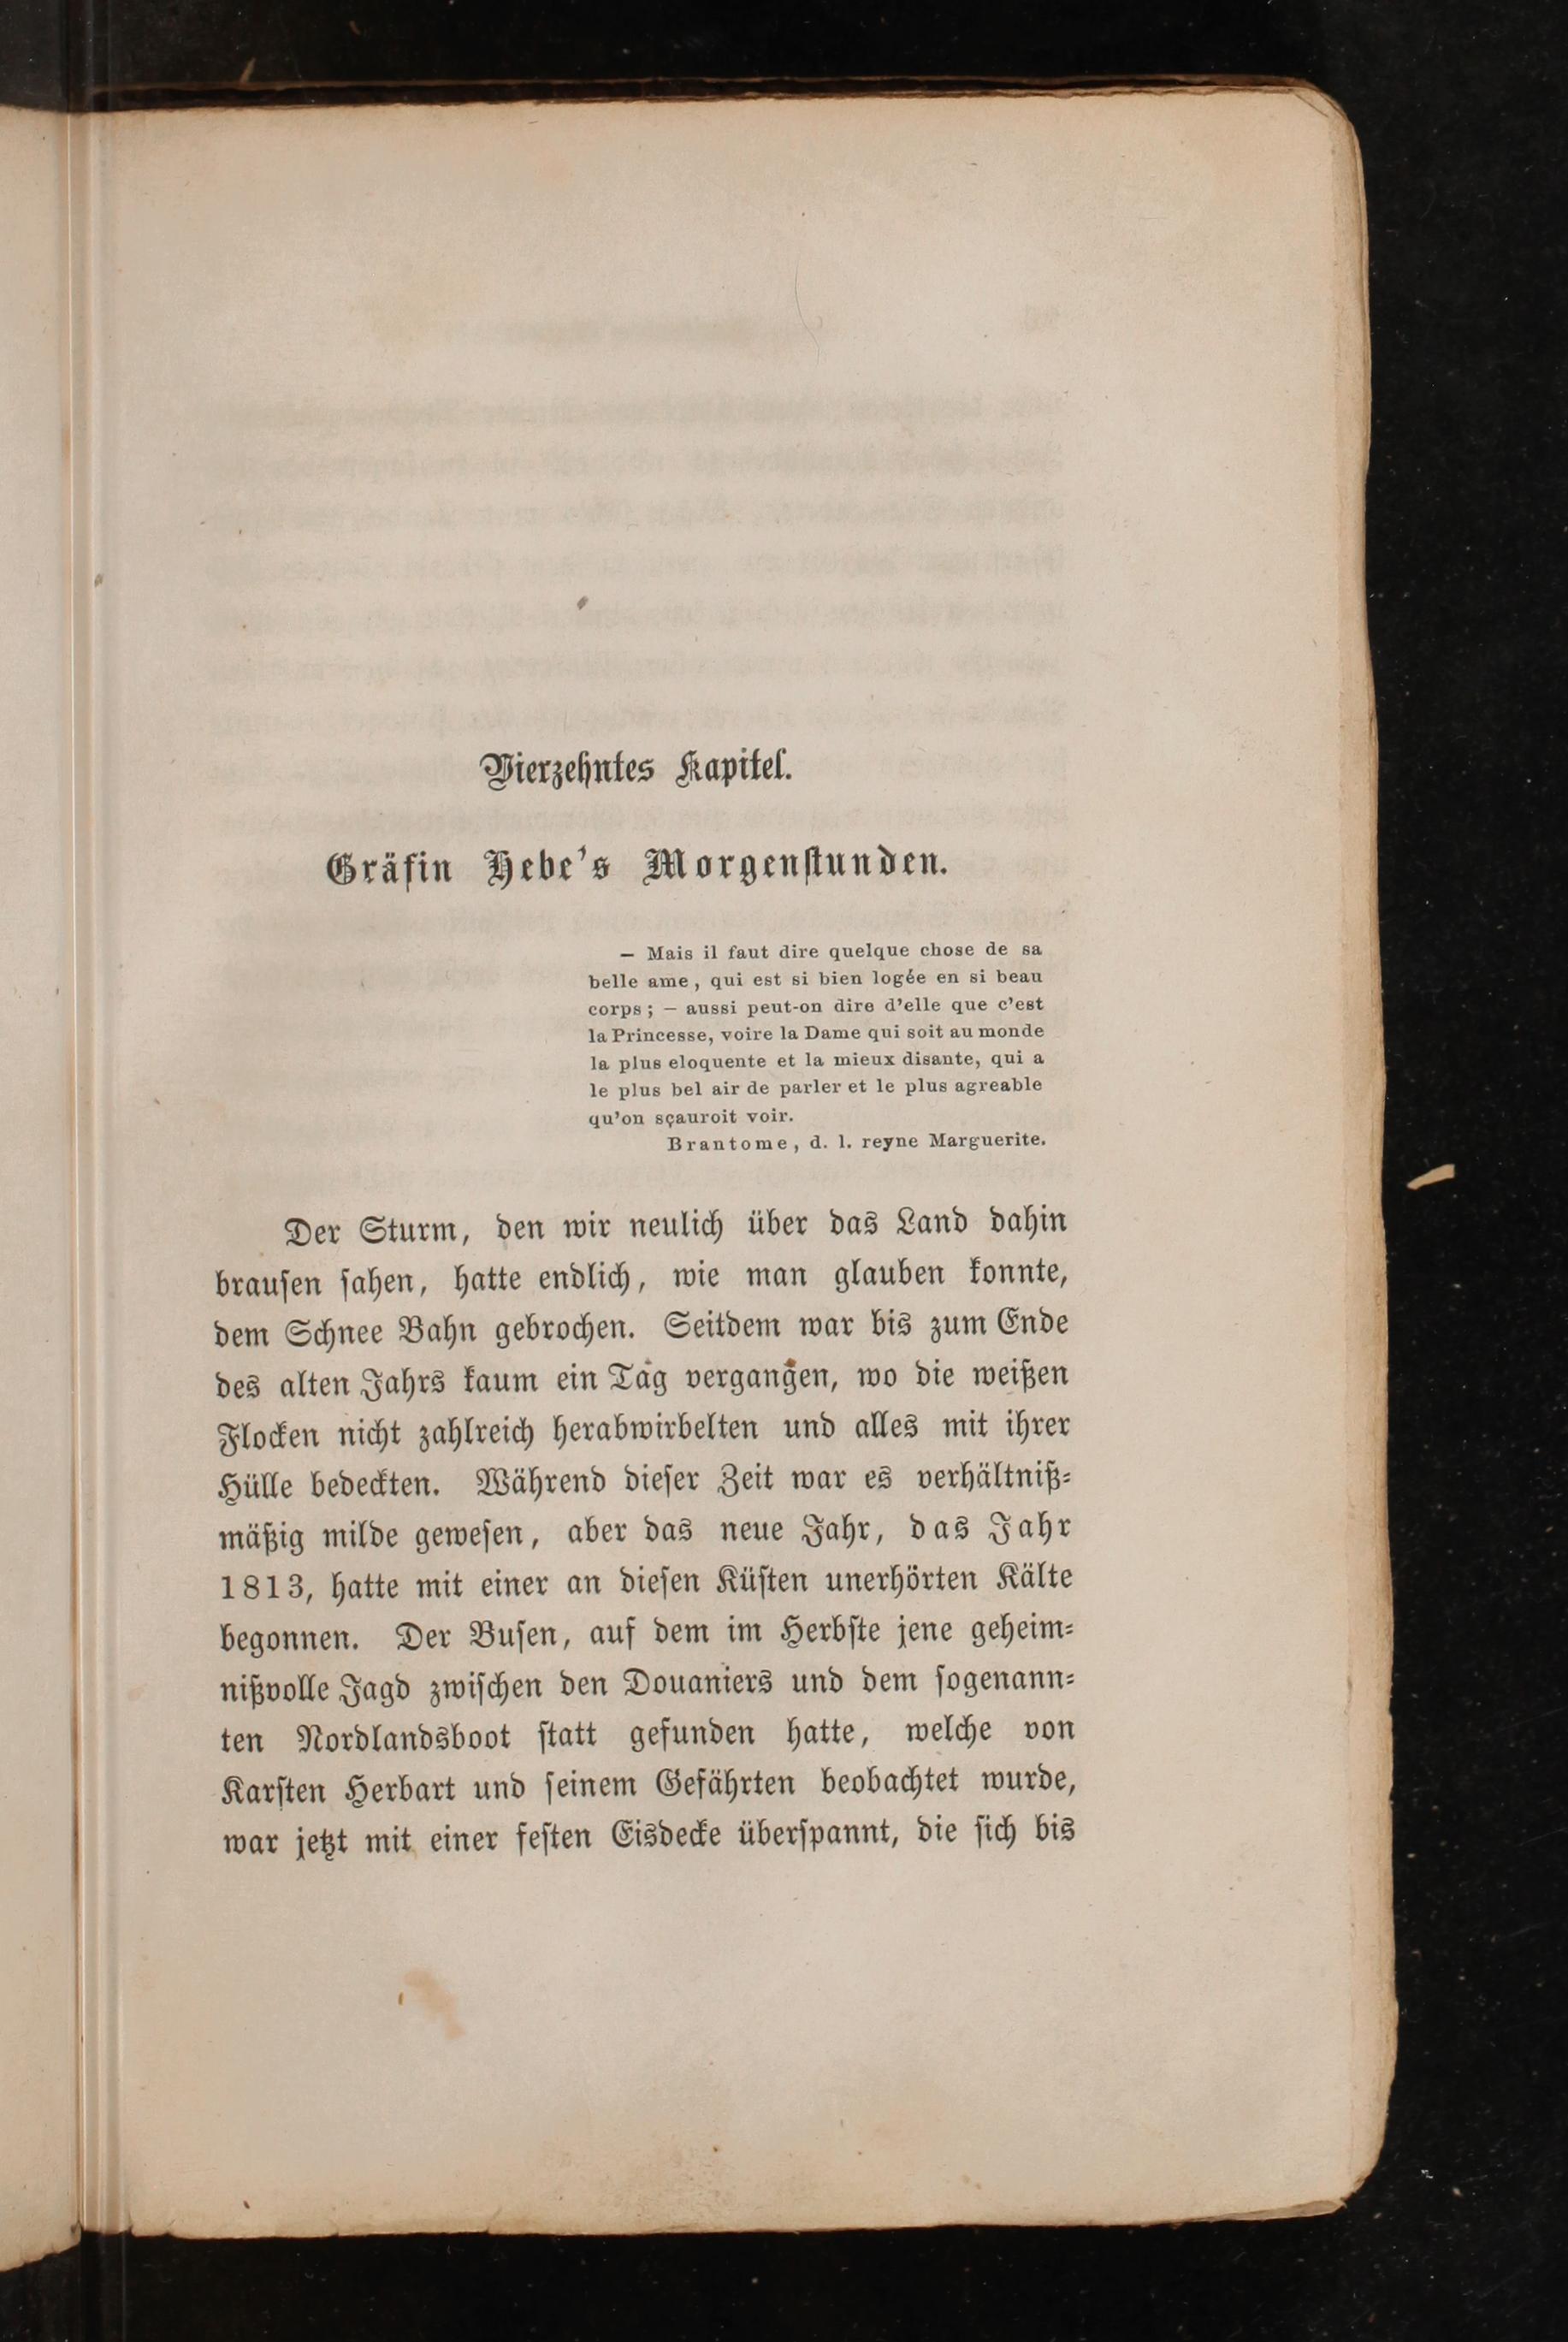 Vierzehntes Kapitel.
Gräfin Hebe's Morgenstunden.
— Mais il faut dire quelque chose de sa
belle ame, qui est si bien logée en si beau
corps; — aussi peut-on dire d'elle que c'est
la Princesse, voire la Dame qui soit au monde
la plus eloquente et la mieux disante, qui a
le plus bel air de parler et le plus agreable
qu'on sçauroit voir.
Brantome, d. l. reyne Marguerite.
Der Sturm, den wir neulich über das Land dahin
brauſen ſahen, hatte endlich, wie man glauben konnte,
dem Schnee Bahn gebrochen. Seitdem war bis zum Ende
des alten Jahrs kaum ein Tag vergangen, wo die weißen
Flocken nicht zahlreich herabwirbelten und alles mit ihrer
Hülle bedeckten. Während dieſer Zeit war es verhältniß⸗
mäßig milde geweſen, aber das neue Jahr, das Jahr
1813, hatte mit einer an dieſen Küſten unerhörten Kälte
begonnen. Der Buſen, auf dem im Herbſte jene geheim⸗
nißvolle Jagd zwiſchen den Douaniers und dem ſogenann⸗
ten Nordlandsboot ſtatt gefunden hatte, welche von
Karſten Herbart und ſeinem Gefährten beobachtet wurde,
war jetzt mit einer feſten Eisdecke überſpannt, die ſich bis